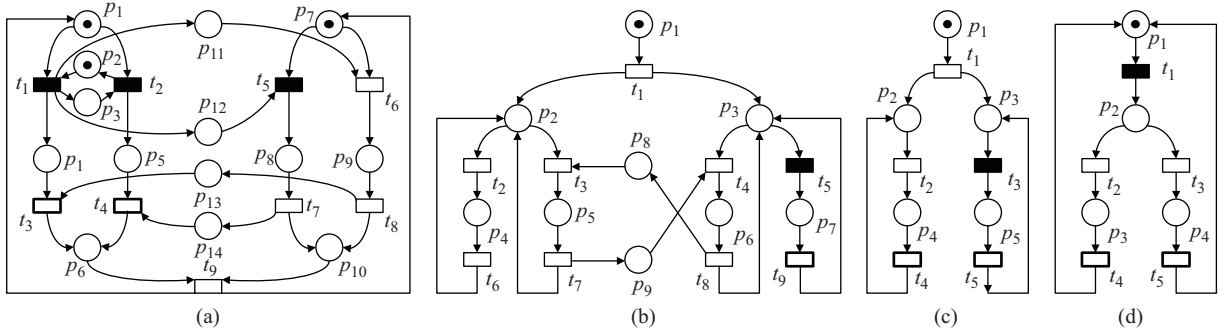 p1 p7 p1 p1 p1
p11
t1 p2 t2 t5 t6 t1 t1 t1
p3 p12 p2 p3 p2 p3 p2
p1 p5 p8 p9 p8 t2 t3 t4 t5 t2 t3 t2 t3
p13
t3 t4 t7 t8 p4 p5 p6 p7 p4 p5 p3 p4
p14
p6 t9 p10 t6 t7 p9 t8 t9 t4 t5 t4 t5
(a) (b) (c) (d)